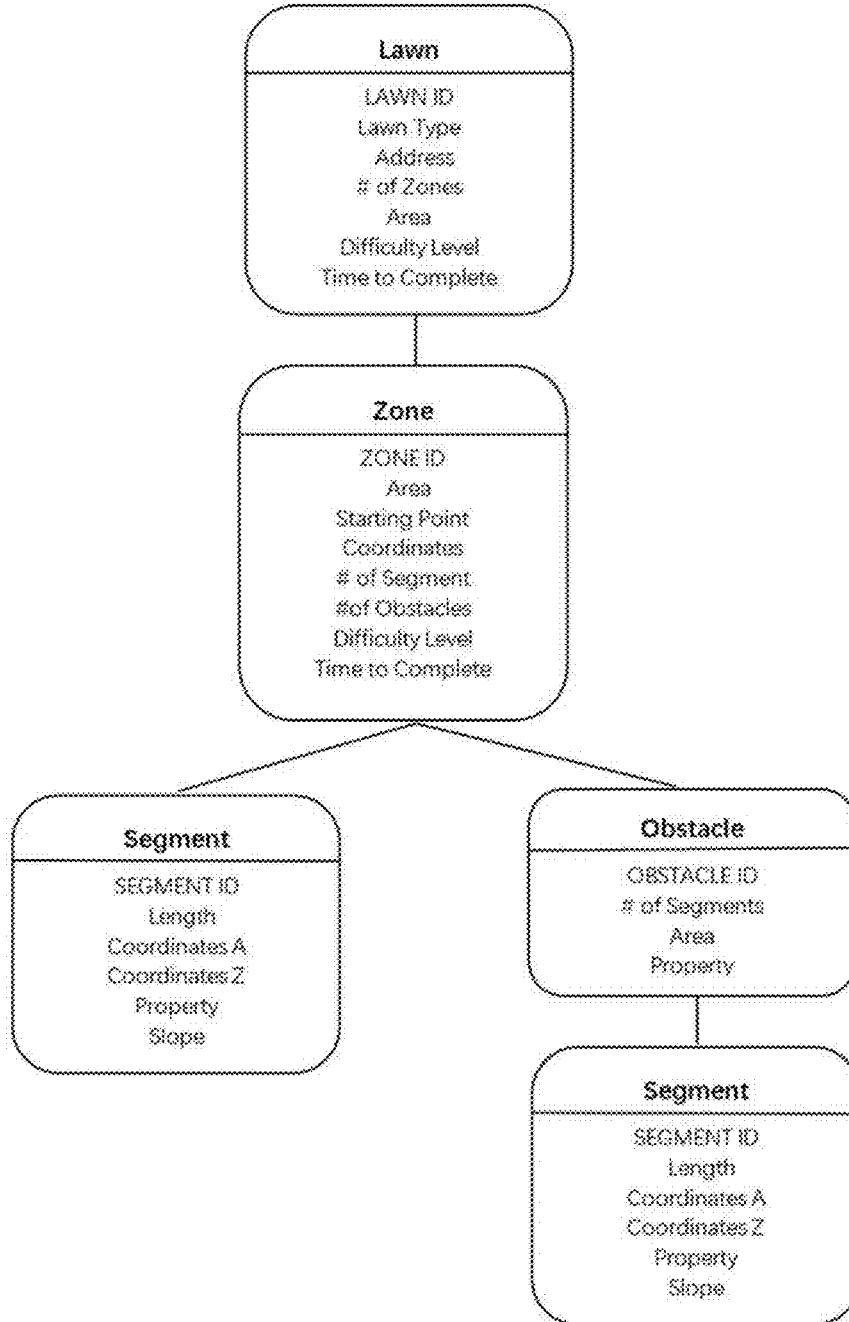 Lawn
LAWN ID
Lawn Type
Address
# of Zones
Area
Difficulty Level
Time to Complete
Zone
ZONE ID
Area
Starting Point
Coordinates
# of Segment
#of Obstacles
Difficulty Level
Time to Complete
Segment
SEGMENT ID
Length
Coordinates A
Coordinates Z
Property
Slope
Obstacle
OBSTACLE ID
# of Segments
Area
Property
Segment
SEGMENT ID
Length
Coordinates A
Coordinates Z
Property
Slope